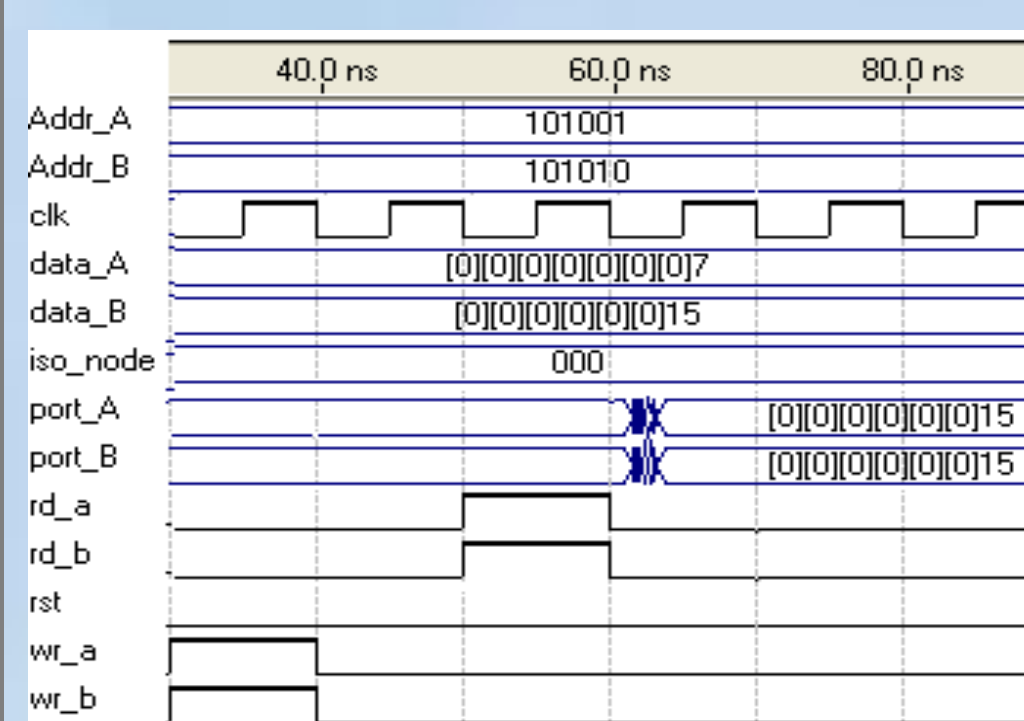 40.0 ns 60.0 ns 80.0 ns
Addr_A 101001
Addr_B 101010
clk
data_A [0][0][0][0][0][0][0]7
data_B [0][0][0][0][0][0]15
iso_node 000
port_A [0][0][0][0][0][0]15
port_B [0][0][0][0][0][0]15
rd_a
rd_b
rst
wr_a
wr_b